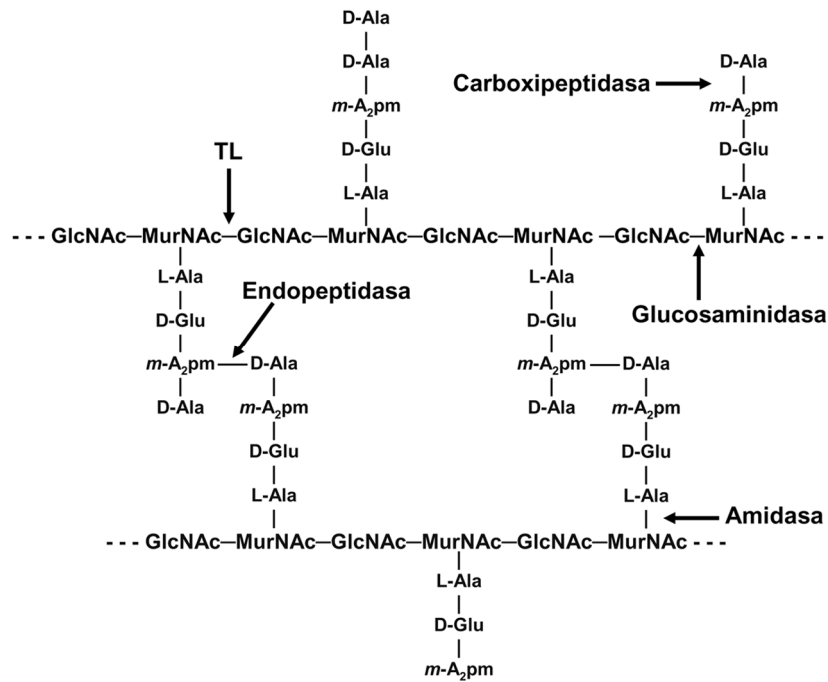 D-Ala
D-Ala D-Ala
Carboxipeptidasa
m-A2pm m-A2pm
TL D-Glu D-Glu
L-Ala L-Ala
--- GlcNAc—MurNAc—GlcNAc—MurNAc—GlcNAc—MurNAc—GlcNAc—MurNAc ---
L-Ala L-Ala
Endopeptidasa
D-Glu D-Glu Glucosaminidasa
m-A2pm—D-Ala m-A2pm—D-Ala
D-Ala m-A2pm D-Ala m-A2pm
D-Glu D-Glu
L-Ala L-Ala
Amidasa
--- GlcNAc—MurNAc—GlcNAc—MurNAc—GlcNAc—MurNAc ---
L-Ala
D-Glu
m-A2pm